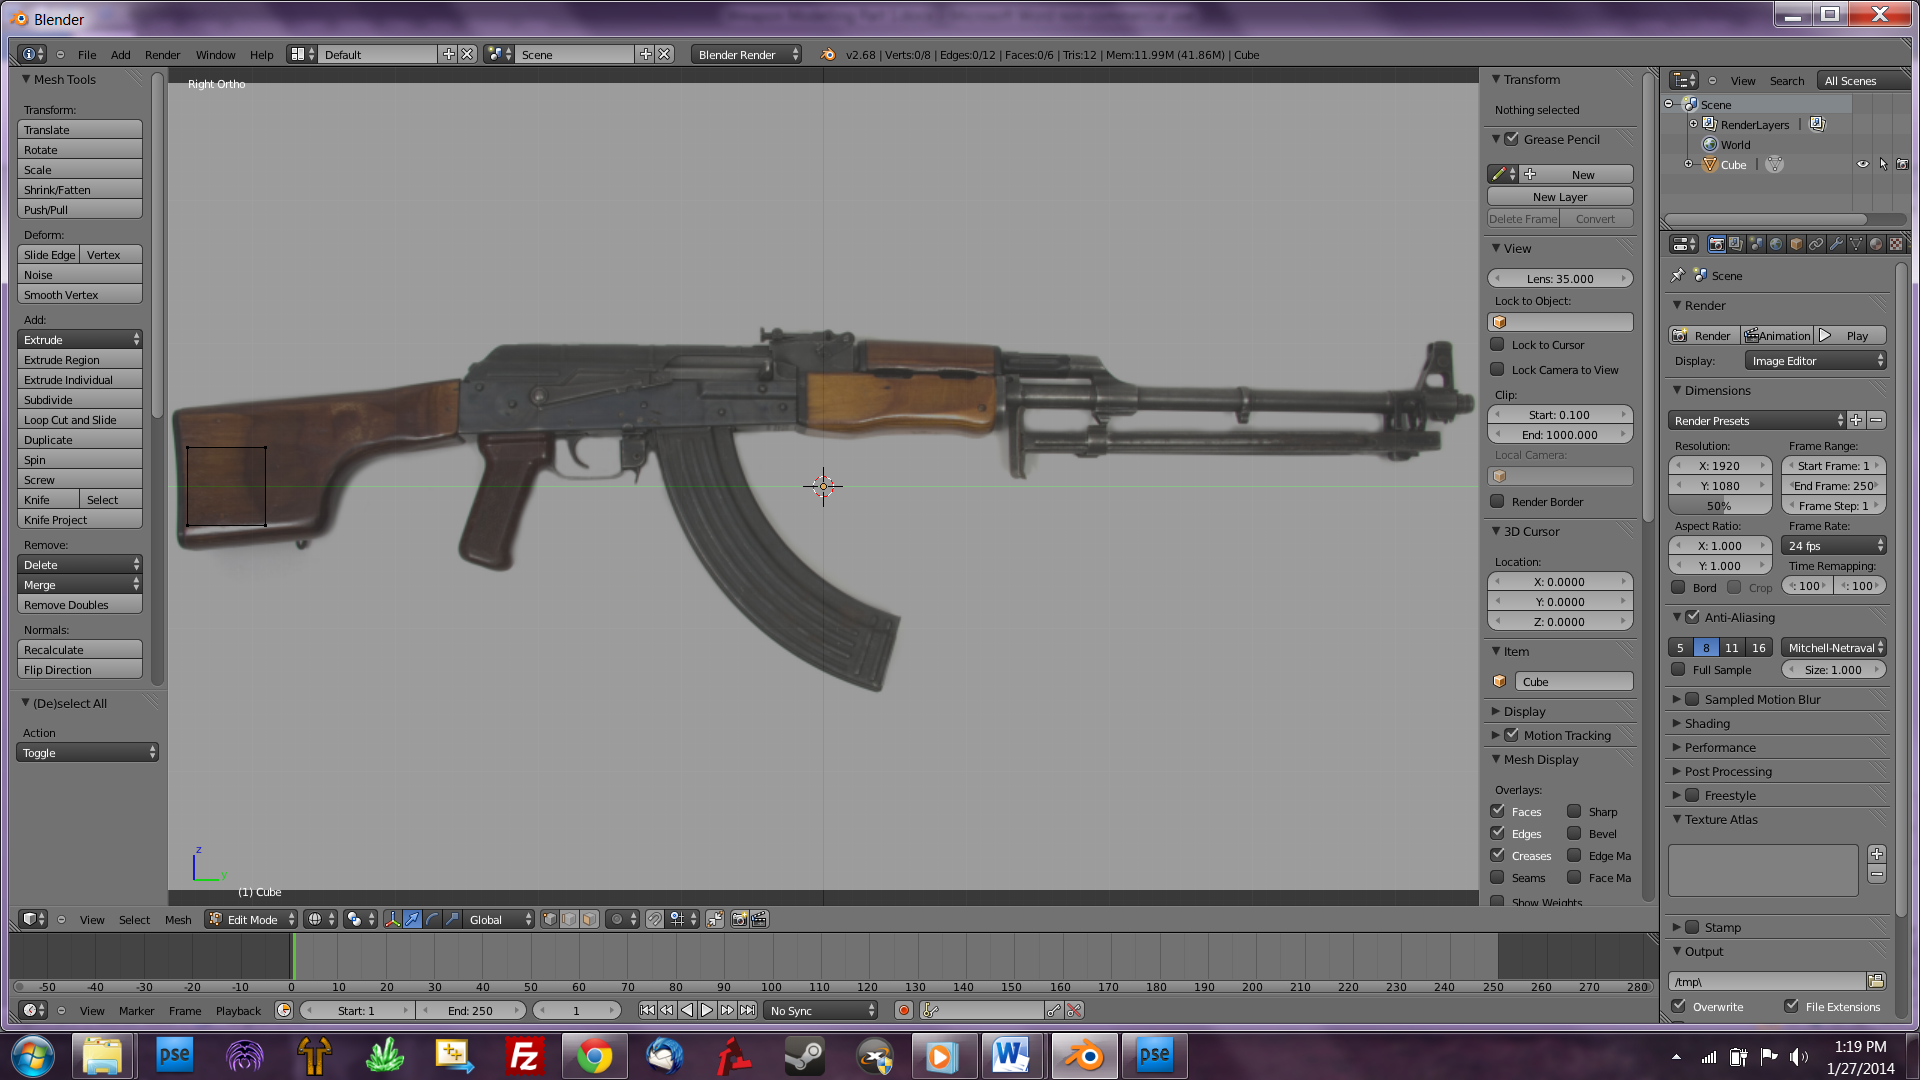 Blender
File Add Render Window Help Default Scene Blender Render v2.68 | Verts:0/8 | Edges:0/12 | Faces:0/6 | Tris:12 | Mem:11.99M (41.86M) | Cube
Mesh Tools
Transform:
Translate
Rotate
Scale
Shrink/Fatten
Push/Pull
Deform:
Slide Edge Vertex
Noise
Smooth Vertex
Add:
Extrude
Extrude Region
Extrude Individual
Subdivide
Loop Cut and Slide
Duplicate
Spin
Screw
Knife Select
Knife Project
Remove:
Delete
Merge
Remove Doubles
Normals:
Recalculate
Flip Direction
(De)select All
Action
Toggle
Right Ortho
z
y
(1) Cube
Transform
Nothing selected
Grease Pencil
New
New Layer
Delete Frame Convert
View
Lens: 35.000
Lock to Object:
Lock to Cursor
Lock Camera to View
Clip:
Start: 0.100
End: 1000.000
Local Camera:
Render Border
3D Cursor
Location:
X: 0.0000
Y: 0.0000
Z: 0.0000
Item
Cube
Display
Motion Tracking
Mesh Display
Overlays:
Faces Sharp
Edges Bevel
Creases Edge Ma
Seams Face Ma
Show Weights
View Search All Scenes
Scene
RenderLayers |
World
Cube |
Scene
Render
Render Animation Play
Display: Image Editor
Dimensions
Render Presets
Resolution: Frame Range:
X: 1920 Start Frame: 1
Y: 1080 End Frame: 250
50% Frame Step: 1
Aspect Ratio: Frame Rate:
X: 1.000 24 fps
Y: 1.000 Time Remapping:
Bord Crop : 100 : 100
Anti-Aliasing
5 8 11 16 Mitchell-Netraval
Full Sample Size: 1.000
Sampled Motion Blur
Shading
Performance
Post Processing
Freestyle
Texture Atlas
Stamp
Output
/tmp\
Overwrite File Extensions
View Select Mesh Edit Mode Global
-50 -40 -30 -20 -10 0 10 20 30 40 50 60 70 80 90 100 110 120 130 140 150 160 170 180 190 200 210 220 230 240 250 260 270 280
View Marker Frame Playback Start: 1 End: 250 1 No Sync
pse Fz W pse
1:19 PM
1/27/2014